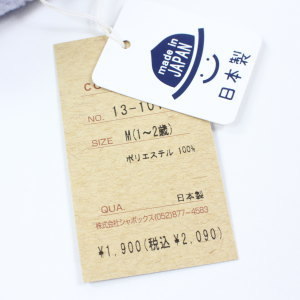 made in
JAPAN
日本製
NO. 13-101
SIZE M(1〜2歳)
ポリエステル 100%
QUA. 日本製
株式会社シャポックス(052)877-4583
¥1,900(税込¥2,090)